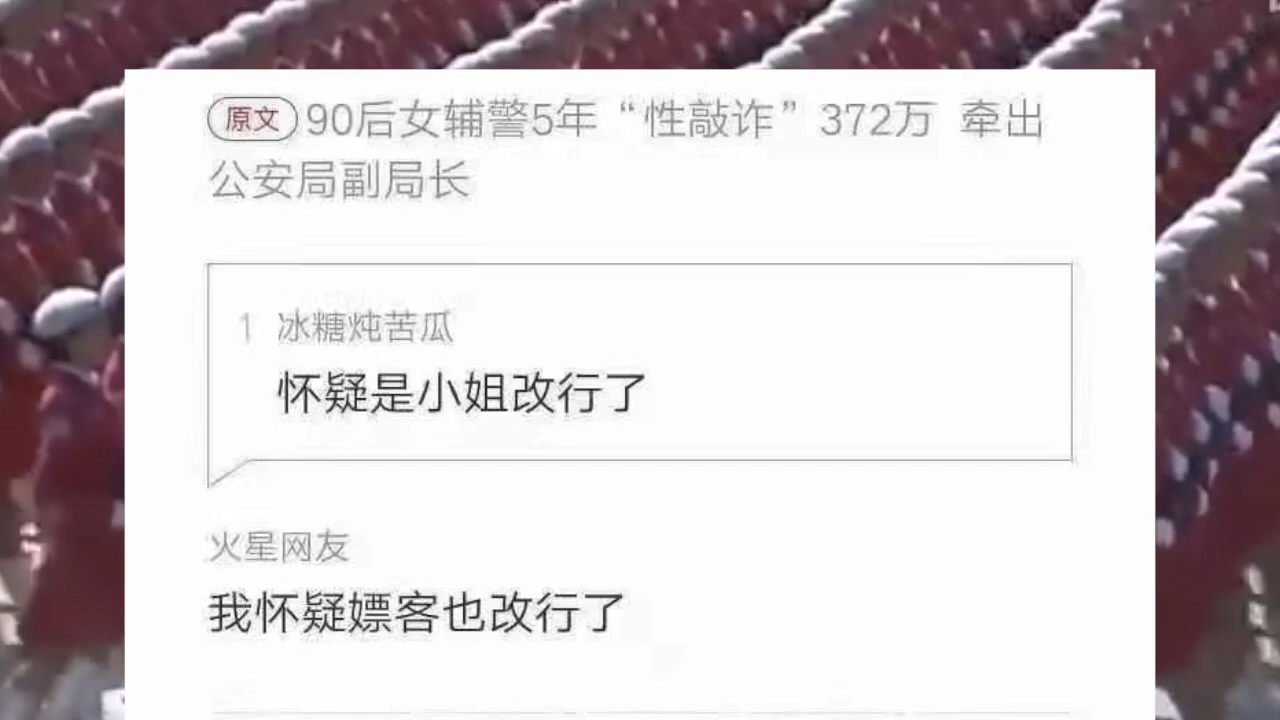 原文 90后女辅警5年“性敲诈”372万 牵出
公安局副局长
1 冰糖炖苦瓜
怀疑是小姐改行了
火星网友
我怀疑嫖客也改行了